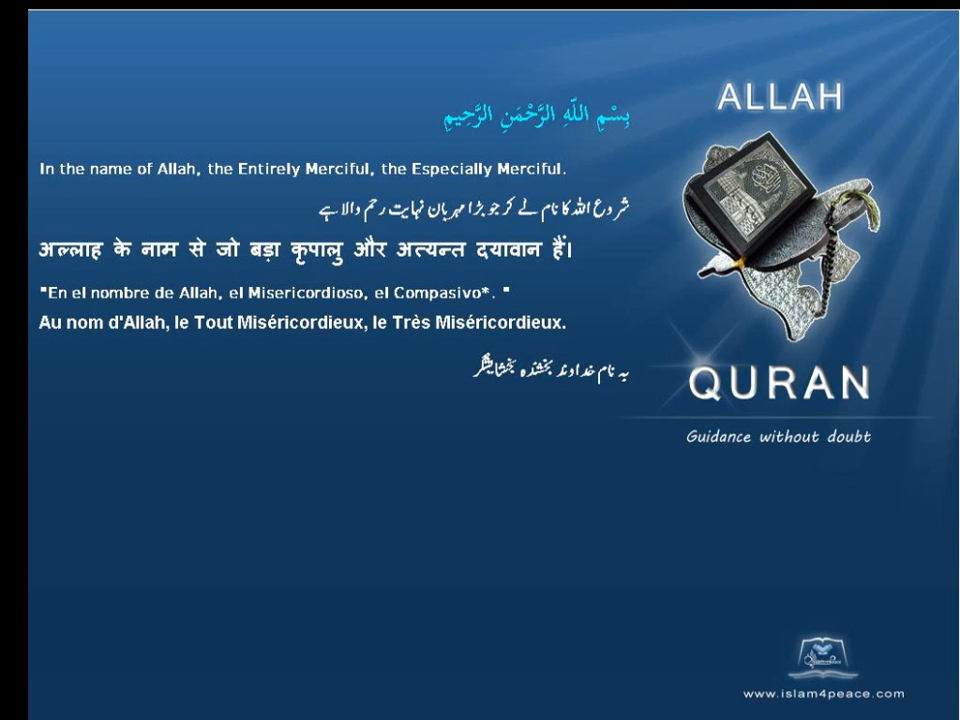 بِسْمِ اللَّهِ الرَّحْمَنِ الرَّحِيمِ
In the name of Allah, the Entirely Merciful, the Especially Merciful.
شروع اللہ کا نام لے کر جو بڑا مہربان نہایت رحم والا ہے
अल्लाह के नाम से जो बड़ा कृपालु और अत्यन्त दयावान हैं।
"En el nombre de Allah, el Misericordioso, el Compasivo*. "
Au nom d'Allah, le Tout Miséricordieux, le Très Miséricordieux.
به نام خداوند بخشنده بخشایشگر
ALLAH
QURAN
Guidance without doubt
www.islam4peace.com